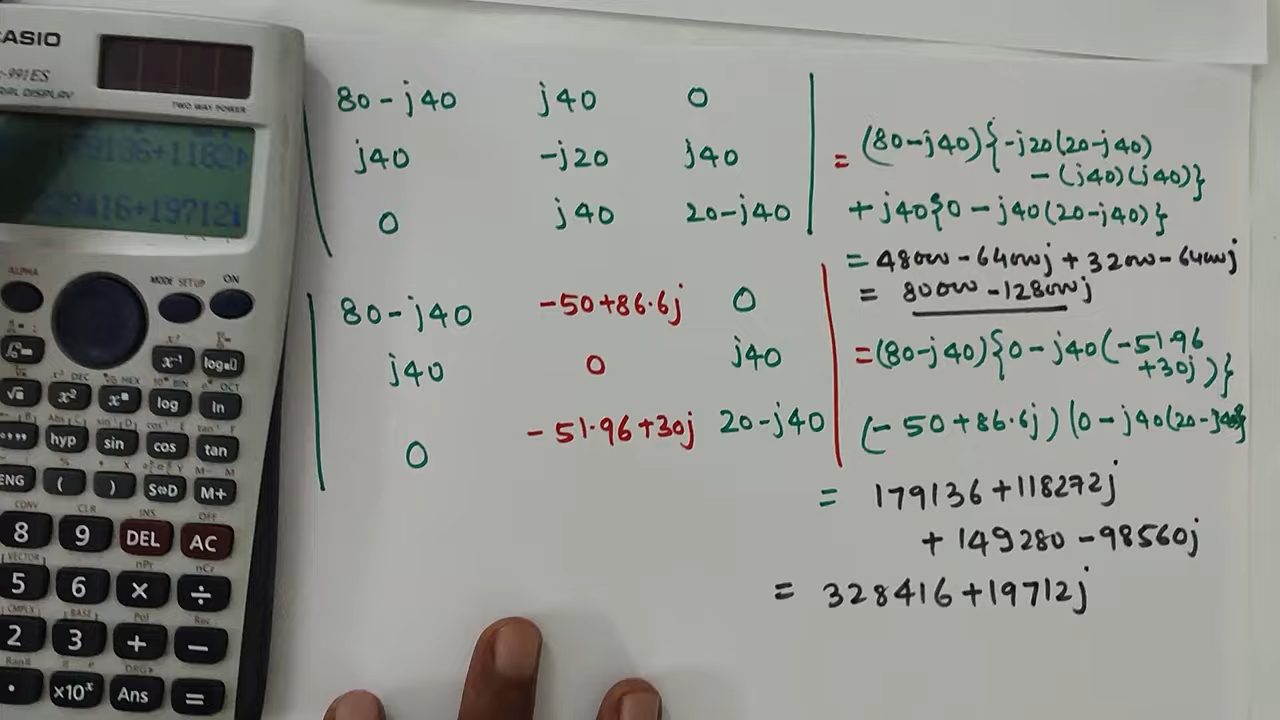 CASIO
-991ES
TWO WAY POWER
80-j40 j40 0
j40 -j20 j40
0 j40 20-j40
= (80-j40){-j20(20-j40)
-(j40)(j40)}
+ j40{0 - j40(20-j40)}
= 48000 - 64000j + 32000 - 64000j
= 80000 - 128000j
80-j40 -50+86.6j 0
j40 0 j40
0 -51.96+30j 20-j40
= (80-j40){0-j40(-51.96
+30j)}
(-50+86.6j)(0-j40(20-j40)}
= 179136+118272j
+ 149280-98560j
= 328416+19712j
ALPHA
MODE SETUP ON
x⁻¹ log
√ x² log ln
hyp sin cos tan
ENG ( ) S⇔D M+
8 9 DEL AC
5 6 × ÷
2 3 + −
. ×10ˣ Ans =